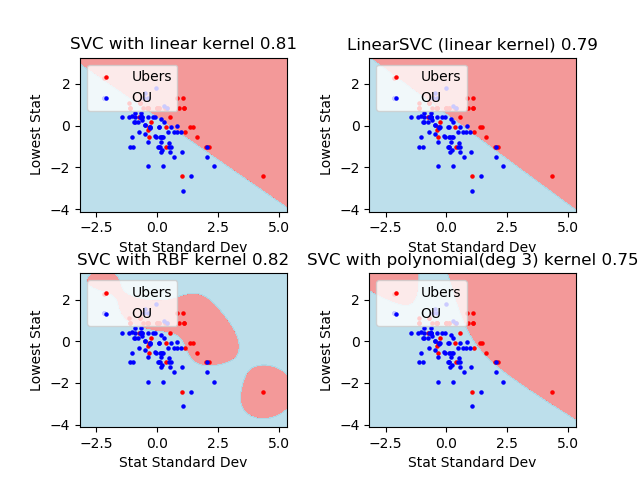 SVC with linear kernel 0.81
Ubers
OU
Lowest Stat
2
0
−2
−4
−2.5 0.0 2.5 5.0
Stat Standard Dev
LinearSVC (linear kernel) 0.79
Ubers
OU
Lowest Stat
2
0
−2
−4
−2.5 0.0 2.5 5.0
Stat Standard Dev
SVC with RBF kernel 0.82
Ubers
OU
Lowest Stat
2
0
−2
−4
−2.5 0.0 2.5 5.0
Stat Standard Dev
SVC with polynomial(deg 3) kernel 0.75
Ubers
OU
Lowest Stat
2
0
−2
−4
−2.5 0.0 2.5 5.0
Stat Standard Dev